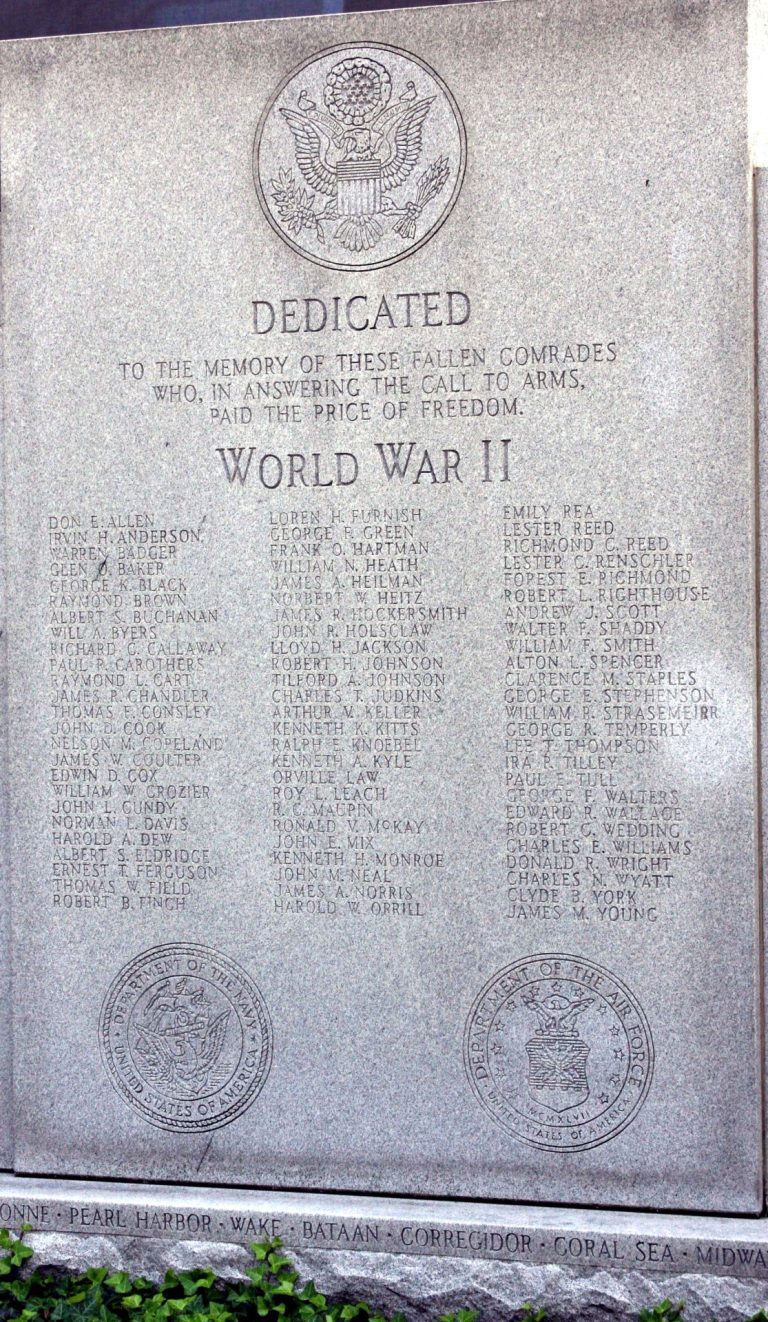 DEDICATED
TO THE MEMORY OF THESE FALLEN COMRADES
WHO, IN ANSWERING THE CALL TO ARMS,
PAID THE PRICE OF FREEDOM.
WORLD WAR II
DON E. ALLEN
IRVIN H. ANDERSON
WARREN BADGER
GLEN O. BAKER
GEORGE K. BLACK
RAYMOND BROWN
ALBERT S. BUCHANAN
WILL A. BYERS
RICHARD C. CALLAWAY
PAUL P. CAROTHERS
RAYMOND L. CART
JAMES R. CHANDLER
THOMAS F. CONSLEY
JOHN D. COOK
NELSON M. COPELAND
JAMES W. COULTER
EDWIN D. COX
WILLIAM W. CROZIER
JOHN L. CUNDY
NORMAN L. DAVIS
HAROLD A. DEW
ALBERT S. ELDRIDGE
ERNEST T. FERGUSON
THOMAS W. FIELD
ROBERT B. FINCH
LOREN H. FURNISH
GEORGE F. GREEN
FRANK O. HARTMAN
WILLIAM N. HEATH
JAMES A. HEILMAN
NORBERT W. HEITZ
JAMES R. HOCKERSMITH
JOHN R. HOLSCLAW
LLOYD H. JACKSON
ROBERT H. JOHNSON
TILFORD A. JOHNSON
CHARLES T. JUDKINS
ARTHUR V. KELLER
KENNETH K. KITTS
RALPH E. KNOEBEL
KENNETH A. KYLE
ORVILLE LAW
ROY L. LEACH
R. C. MAUPIN
RONALD V. MCKAY
JOHN E. MIX
KENNETH H. MONROE
JOHN M. NEAL
JAMES A. NORRIS
HAROLD W. ORRILL
EMILY REA
LESTER REED
RICHMOND C. REED
LESTER C. RENSCHLER
FOREST E. RICHMOND
ROBERT L. RIGHTHOUSE
ANDREW J. SCOTT
WALTER F. SHADDY
WILLIAM F. SMITH
ALTON L. SPENCER
CLARENCE M. STAPLES
GEORGE E. STEPHENSON
WILLIAM H. STRASEMEIRR
GEORGE R. TEMPERLY
LEE T. THOMPSON
IRA P. TILLEY
PAUL E. TULL
GEORGE F. WALTERS
EDWARD R. WALLACE
ROBERT G. WEDDING
CHARLES E. WILLIAMS
DONALD R. WRIGHT
CHARLES N. WYATT
CLYDE B. YORK
JAMES M. YOUNG
DEPARTMENT OF THE NAVY
UNITED STATES OF AMERICA
DEPARTMENT OF THE AIR FORCE
MCMXLVII
UNITED STATES OF AMERICA
ONNE · PEARL HARBOR · WAKE · BATAAN · CORREGIDOR · CORAL SEA · MIDWA